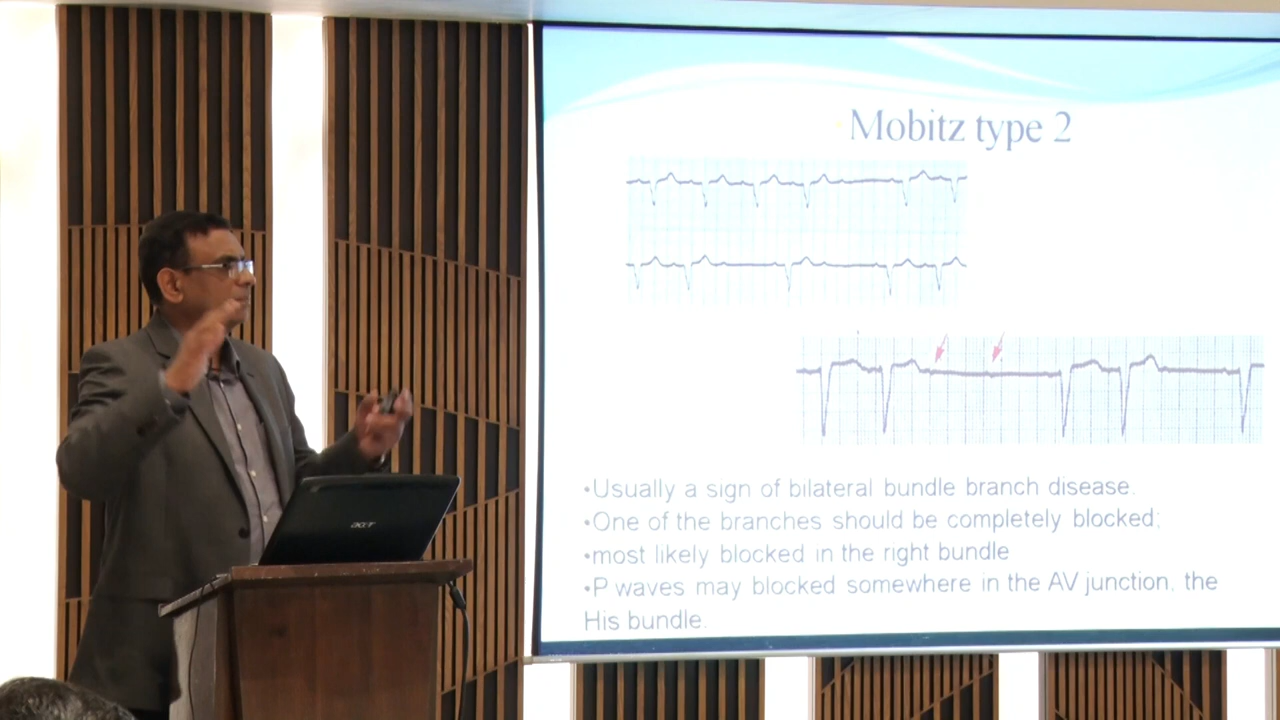 Mobitz type 2
•Usually a sign of bilateral bundle branch disease.
•One of the branches should be completely blocked;
•most likely blocked in the right bundle
•P waves may blocked somewhere in the AV junction, the
His bundle.
acer